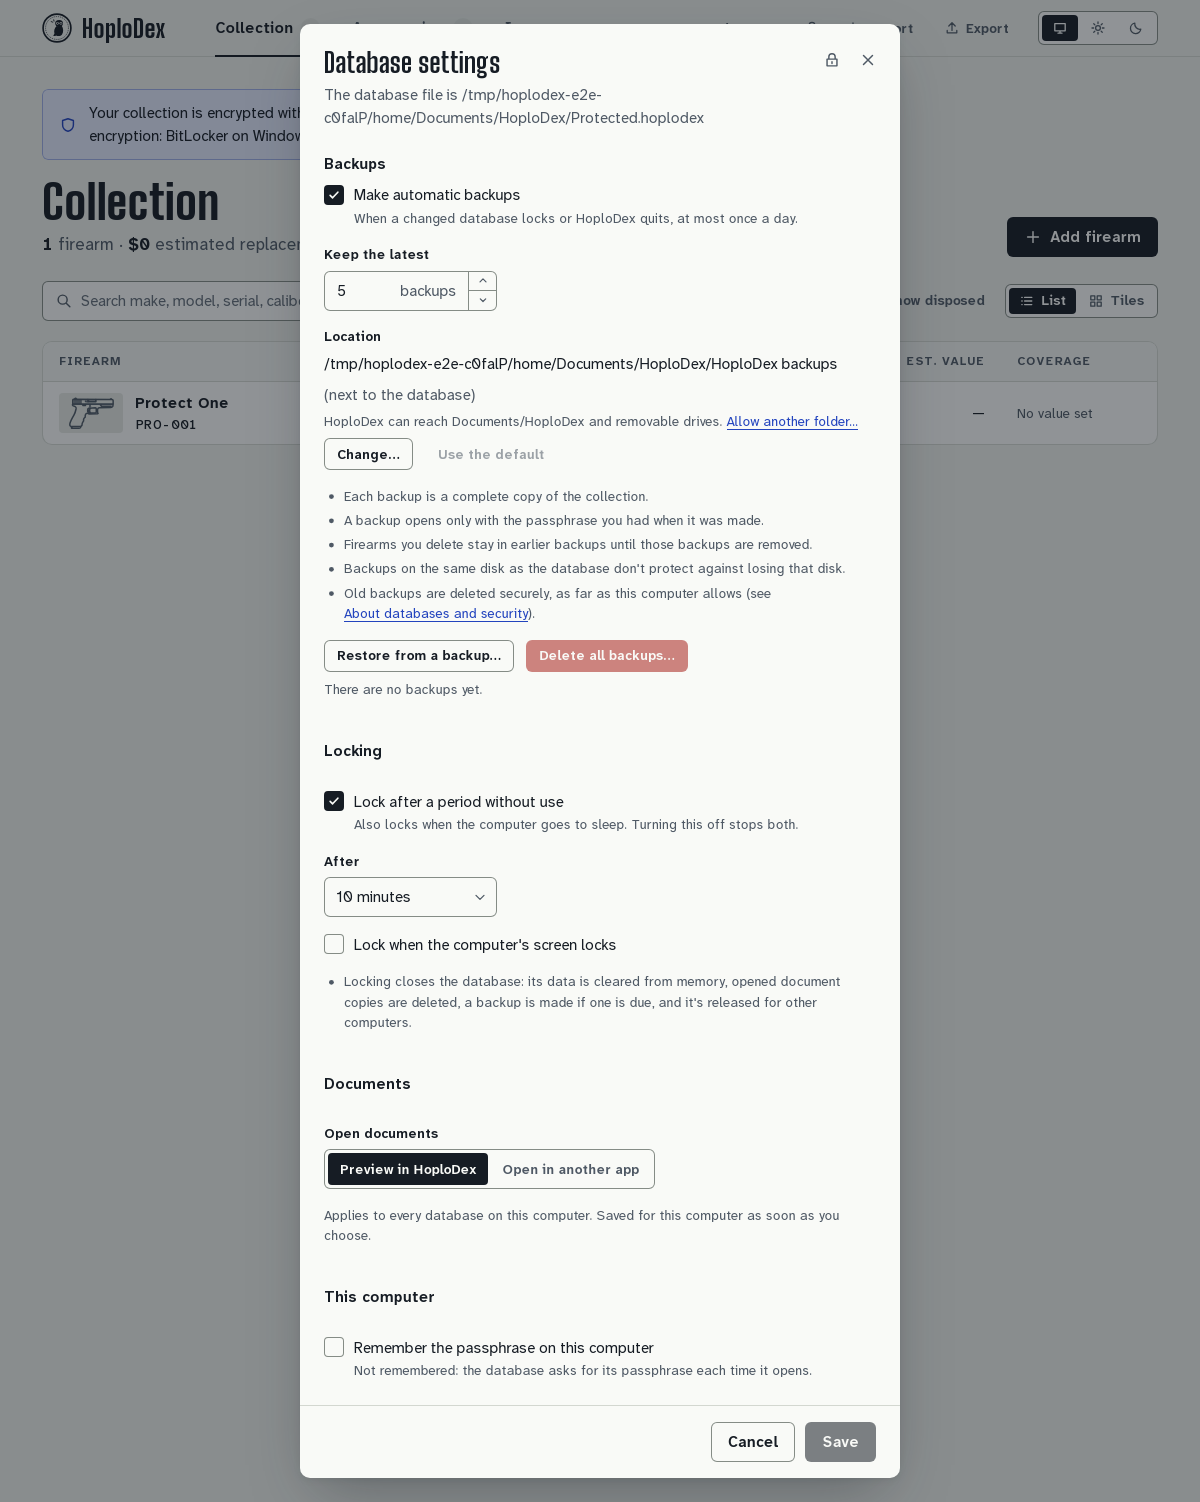 HoploDex
Collection
Export
Your collection is encrypted with
encryption: BitLocker on Window
Collection
1 firearm · $0 estimated replacer
Add firearm
Search make, model, serial, calibe
disposed
List
Tiles
FIREARM
EST. VALUE
COVERAGE
Protect One
PRO-001
—
No value set
Database settings
The database file is /tmp/hoplodex-e2e-
c0falP/home/Documents/HoploDex/Protected.hoplodex
Backups
Make automatic backups
When a changed database locks or HoploDex quits, at most once a day.
Keep the latest
5 backups
Location
/tmp/hoplodex-e2e-c0falP/home/Documents/HoploDex/HoploDex backups
(next to the database)
HoploDex can reach Documents/HoploDex and removable drives. Allow another folder…
Change…
Use the default
• Each backup is a complete copy of the collection.
• A backup opens only with the passphrase you had when it was made.
• Firearms you delete stay in earlier backups until those backups are removed.
• Backups on the same disk as the database don't protect against losing that disk.
• Old backups are deleted securely, as far as this computer allows (see
About databases and security).
Restore from a backup…
Delete all backups…
There are no backups yet.
Locking
Lock after a period without use
Also locks when the computer goes to sleep. Turning this off stops both.
After
10 minutes
Lock when the computer's screen locks
• Locking closes the database: its data is cleared from memory, opened document
copies are deleted, a backup is made if one is due, and it's released for other
computers.
Documents
Open documents
Preview in HoploDex
Open in another app
Applies to every database on this computer. Saved for this computer as soon as you
choose.
This computer
Remember the passphrase on this computer
Not remembered: the database asks for its passphrase each time it opens.
Cancel
Save